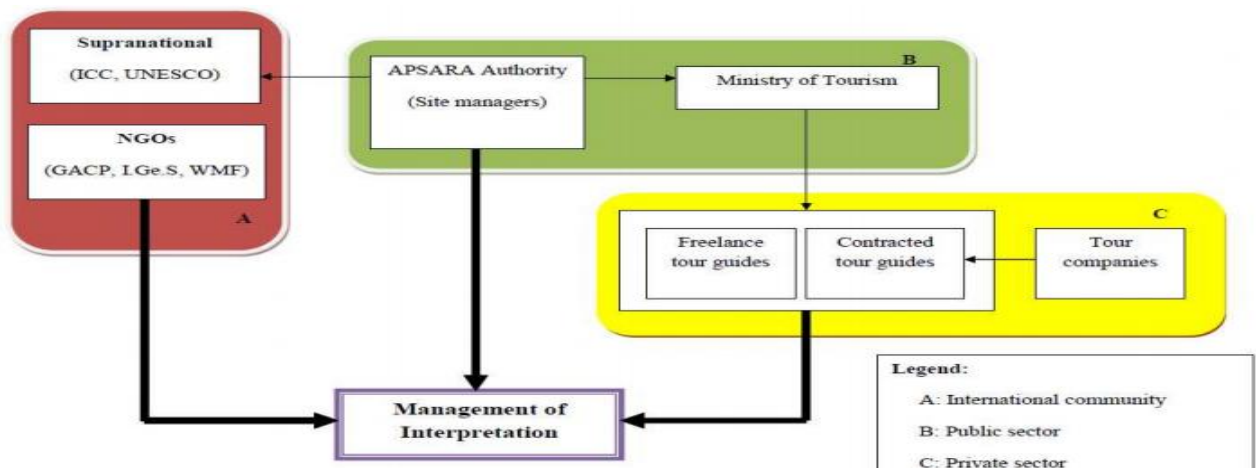 Supranational
(ICC, UNESCO)
NGOs
(GACP, I.Ge.S, WMF)
A
APSARA Authority
(Site managers)
B
Ministry of Tourism
C
Freelance
tour guides
Contracted
tour guides
Tour
companies
Management of
Interpretation
Legend:
A: International community
B: Public sector
C: Private sector